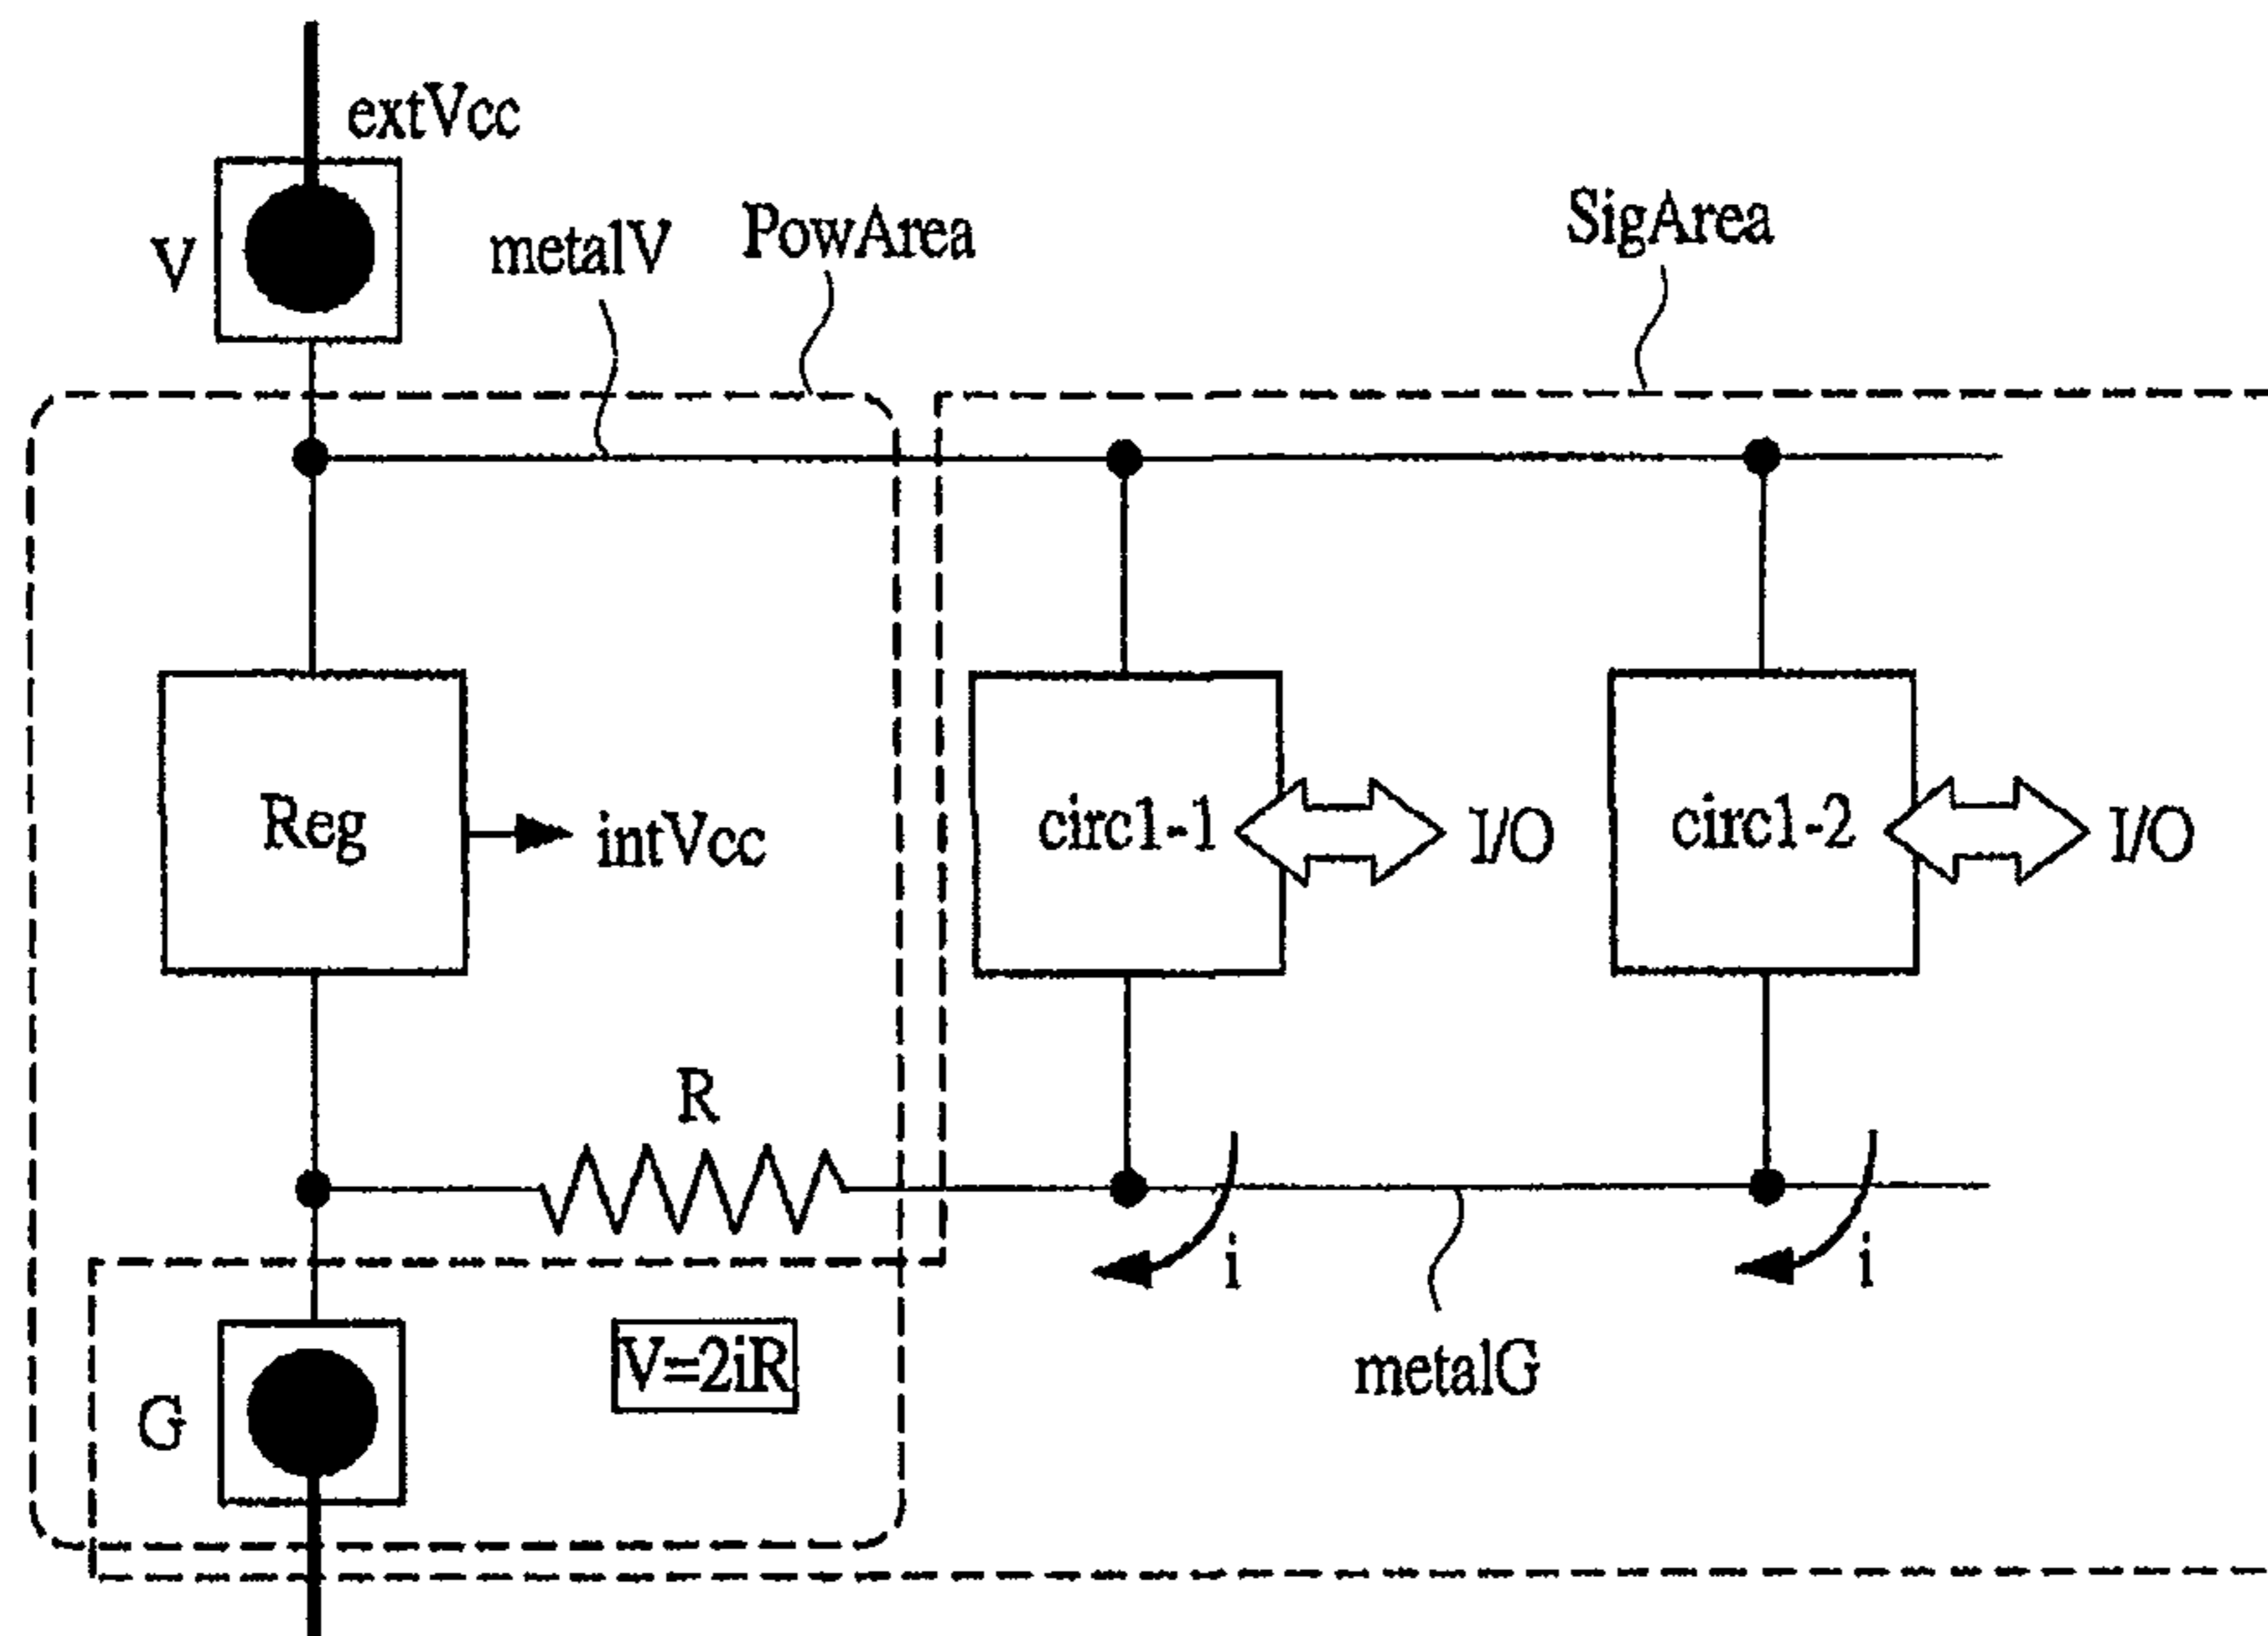 extVcc
V
metalV
PowArea
SigArea
Reg
intVcc
circ1-1
I/O
circ1-2
I/O
R
i
i
V=2iR
metalG
G